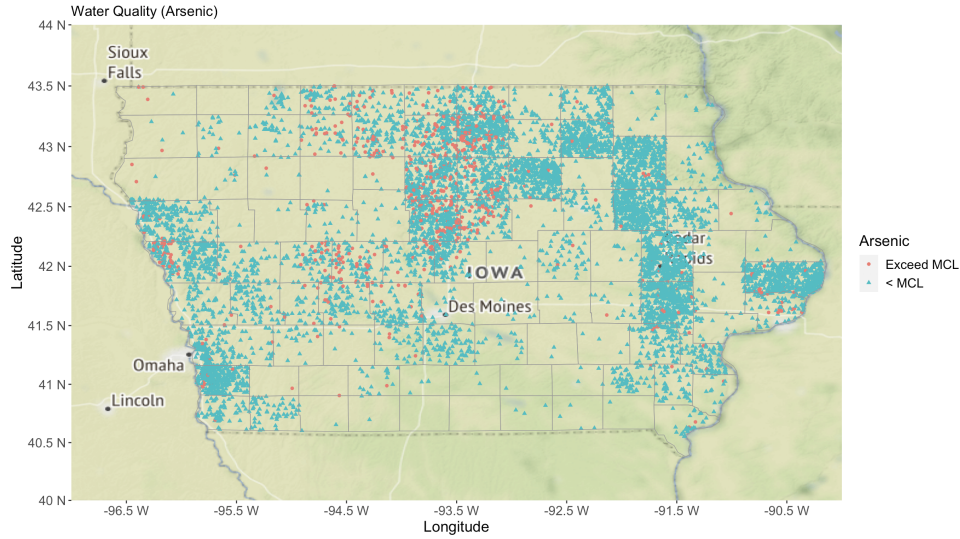 Water Quality (Arsenic)
44 N
43.5 N
43 N
42.5 N
42 N
41.5 N
41 N
40.5 N
40 N
Latitude
Sioux
Falls
IOWA
Des Moines
Omaha
Lincoln
-96.5 W -95.5 W -94.5 W -93.5 W -92.5 W -91.5 W -90.5 W
Longitude
Arsenic
Exceed MCL
< MCL